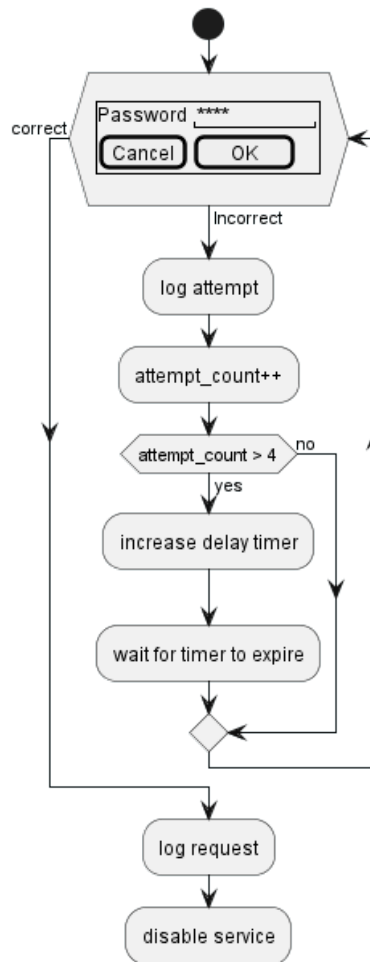 Password ****
correct
Cancel OK
Incorrect
log attempt
attempt_count++
attempt_count > 4
no
yes
increase delay timer
wait for timer to expire
log request
disable service